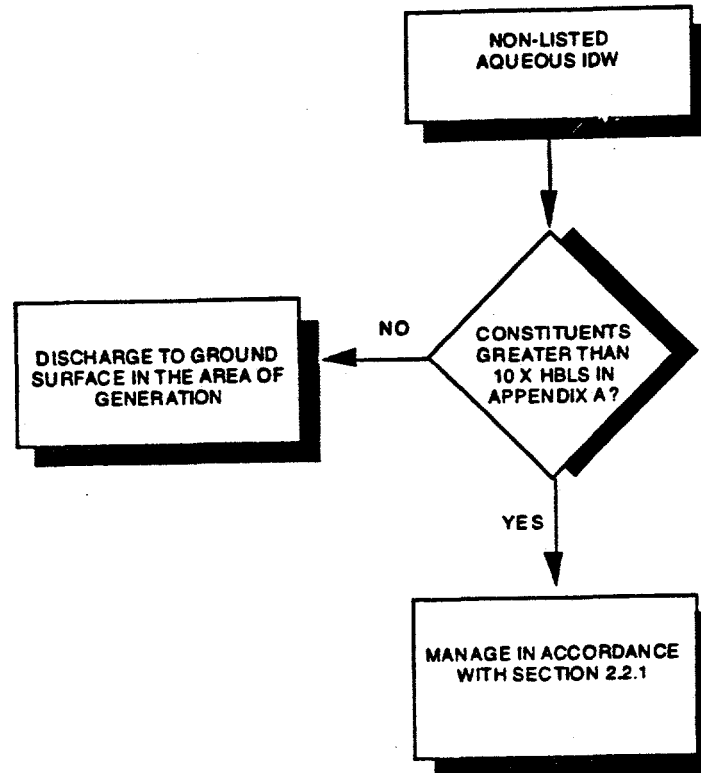 NON-LISTED
AQUEOUS IDW
CONSTITUENTS
GREATER THAN
10 X HBLS IN
APPENDIX A?
NO
DISCHARGE TO GROUND
SURFACE IN THE AREA OF
GENERATION
YES
MANAGE IN ACCORDANCE
WITH SECTION 2.2.1